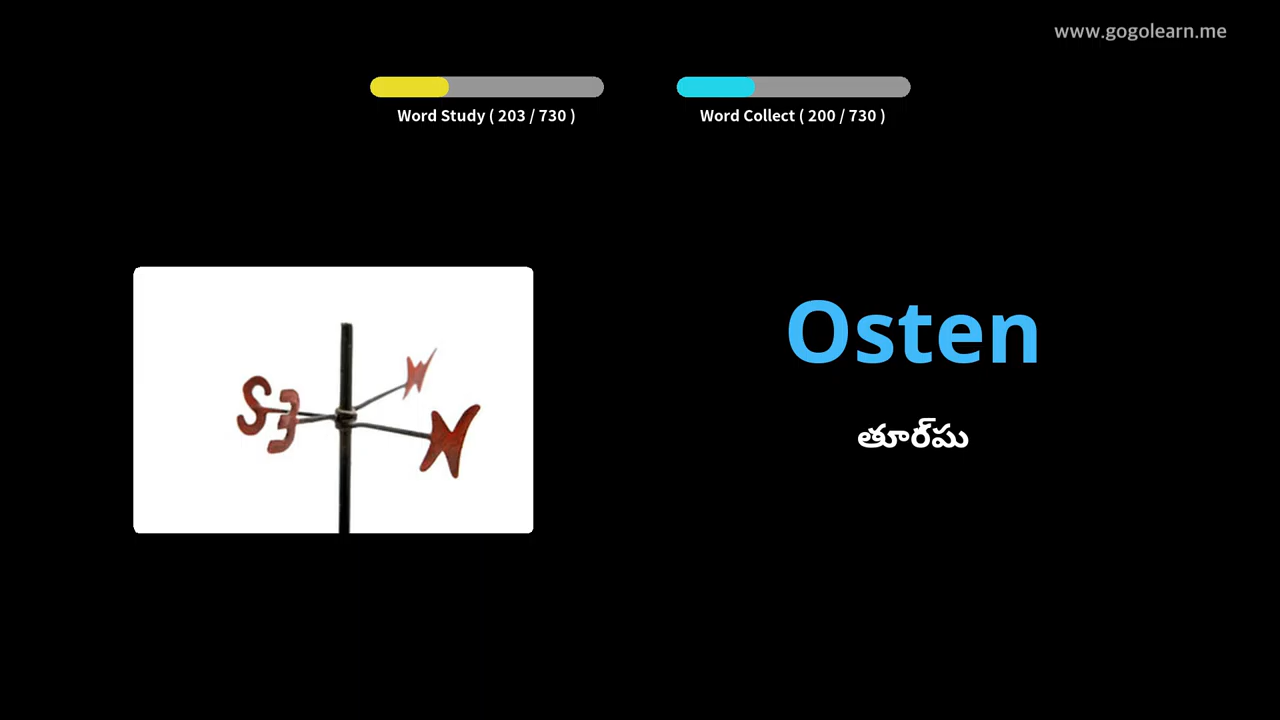 www.gogolearn.me
Word Study ( 203 / 730 )
Word Collect ( 200 / 730 )
S E N
Osten
తూర్పు